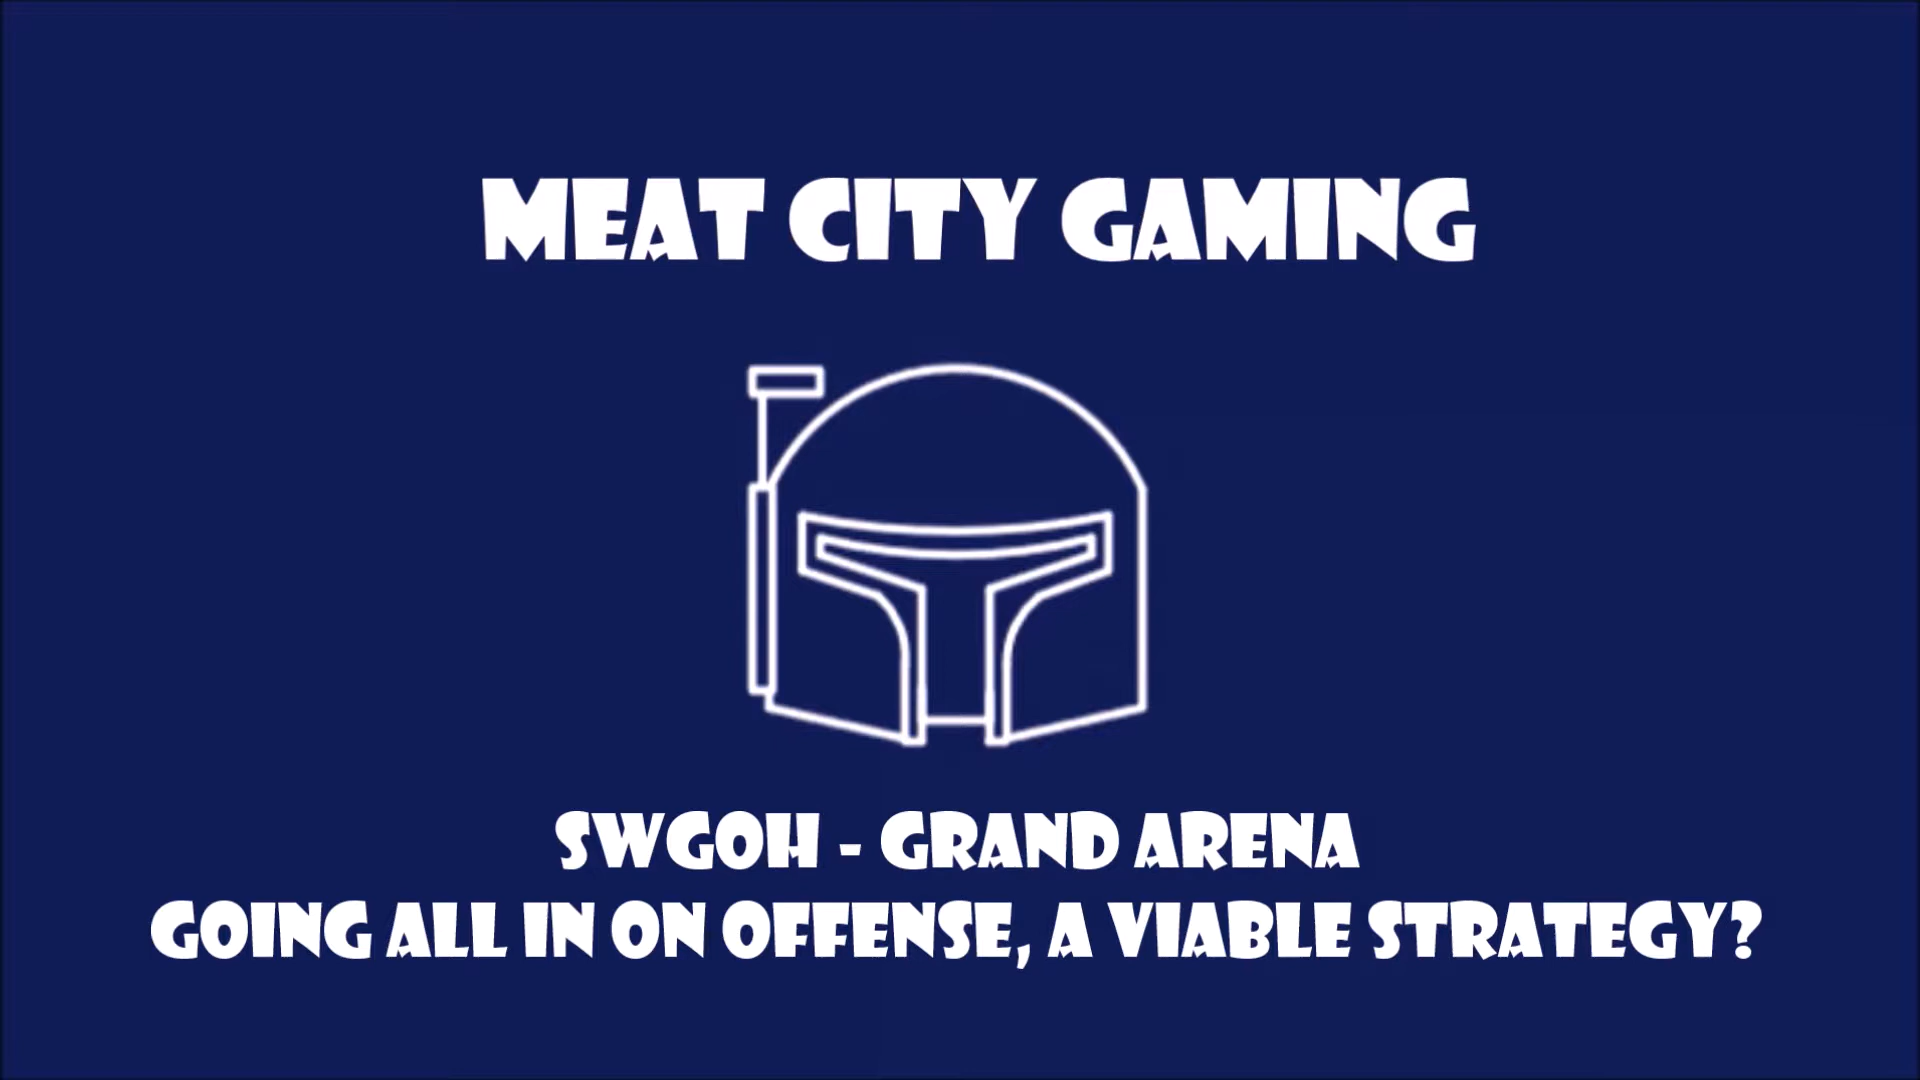 MEAT CITY GAMING
SWGOH - GRAND ARENA
GOING ALL IN ON OFFENSE, A VIABLE STRATEGY?